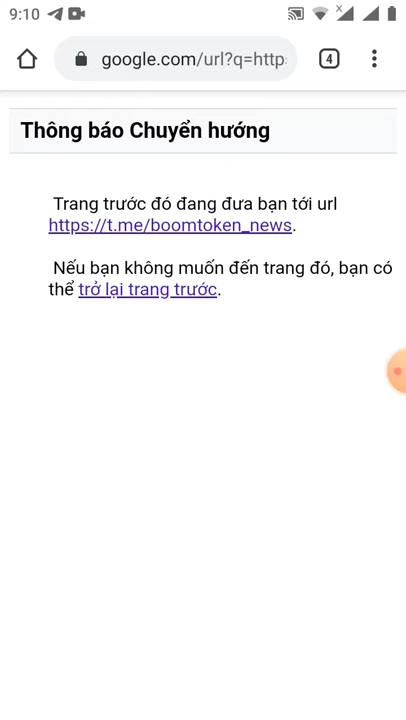 9:10
google.com/url?q=http
4
Thông báo Chuyển hướng
Trang trước đó đang đưa bạn tới url
https://t.me/boomtoken_news.
Nếu bạn không muốn đến trang đó, bạn có
thể trở lại trang trước.